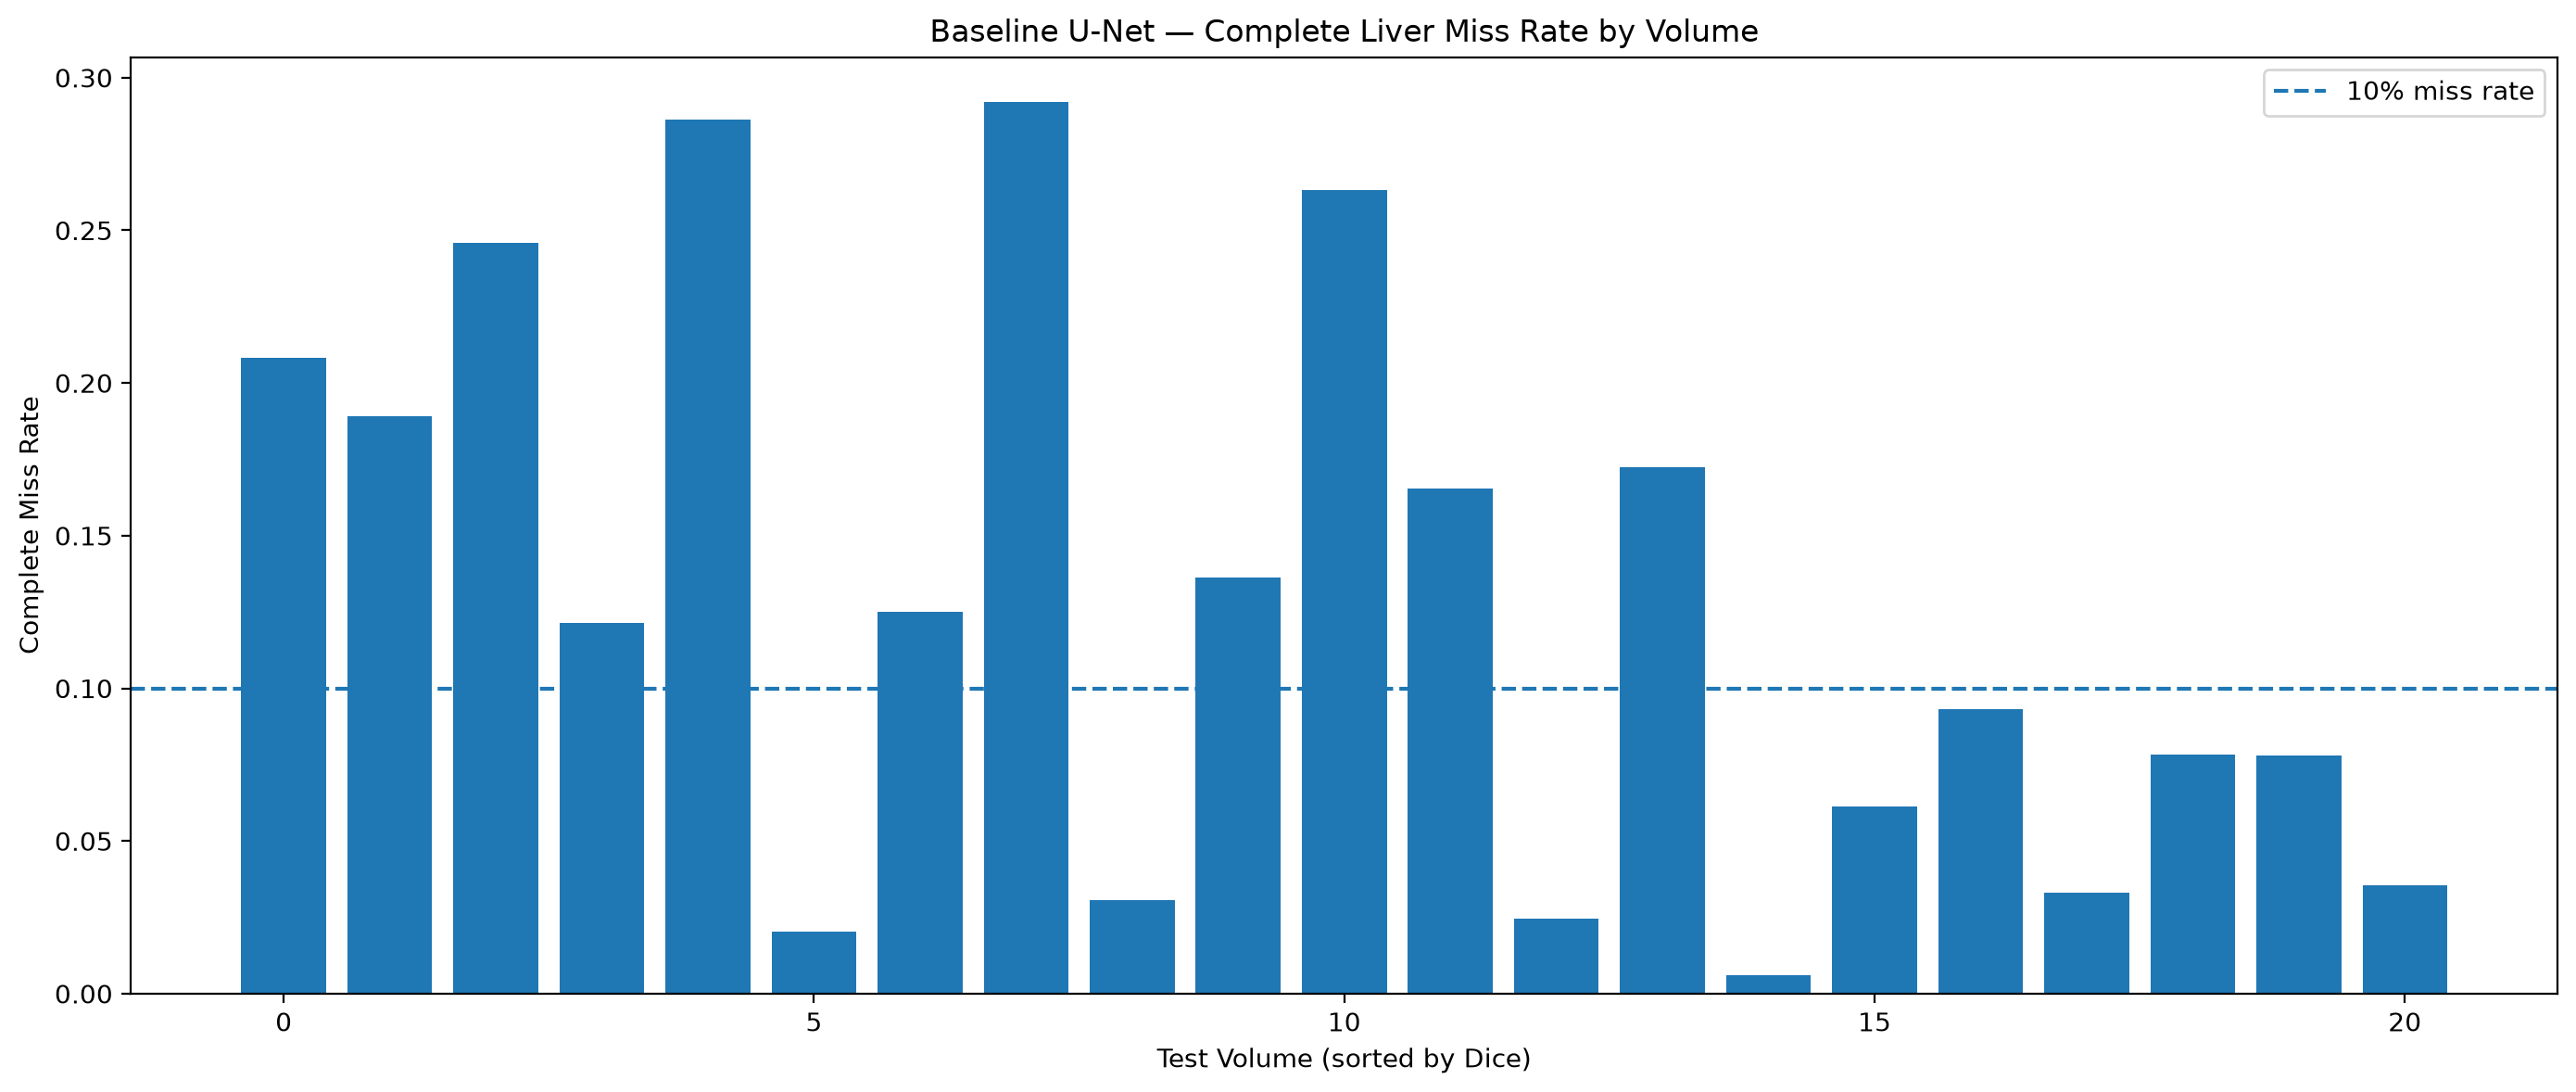 Baseline U-Net — Complete Liver Miss Rate by Volume
10% miss rate
Complete Miss Rate
0.30
0.25
0.20
0.15
0.10
0.05
0.00
0 5 10 15 20
Test Volume (sorted by Dice)